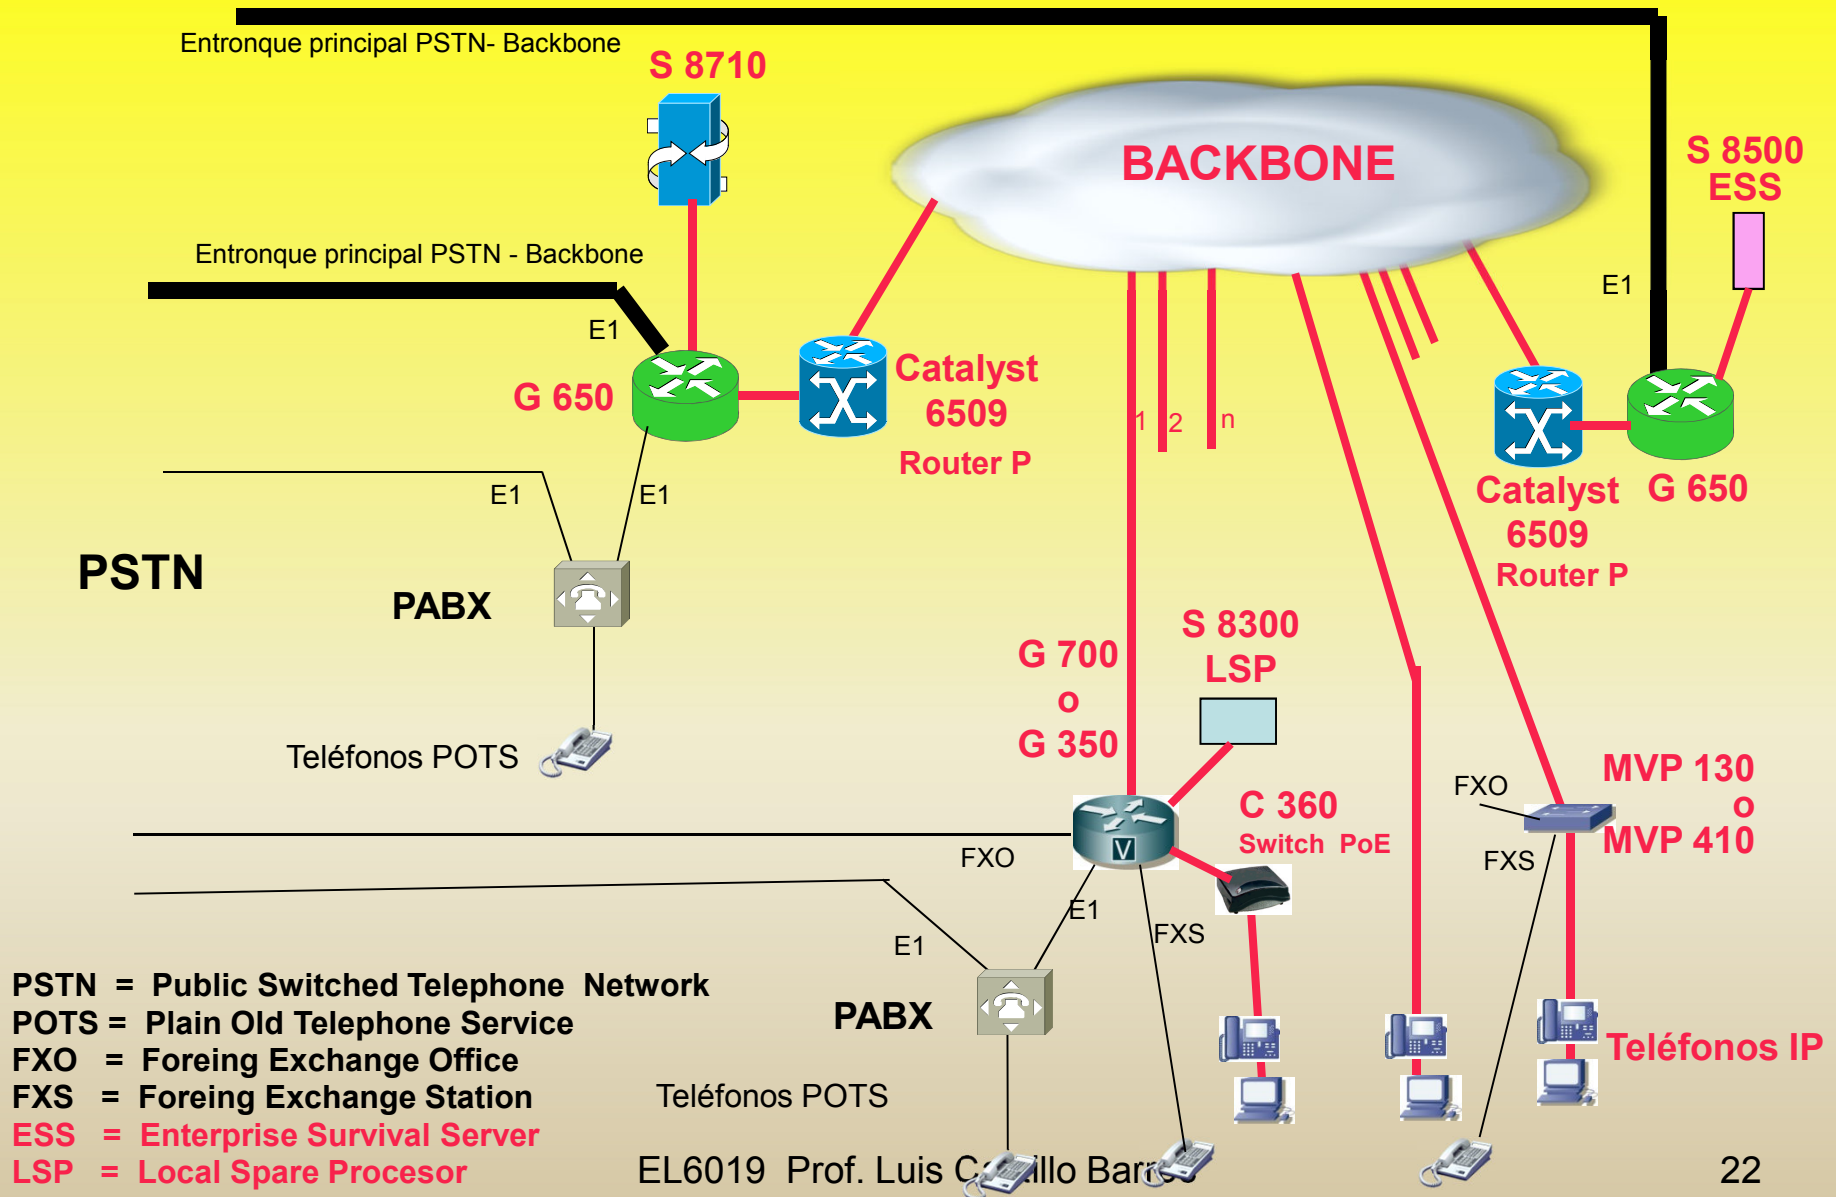 Entronque principal PSTN- Backbone
S 8710
BACKBONE
S 8500
ESS
Entronque principal PSTN - Backbone
E1
E1
G 650
Catalyst
6509
Router P
1
2
n
Catalyst
6509
Router P
G 650
E1
E1
PSTN
PABX
Teléfonos POTS
G 700
o
G 350
S 8300
LSP
C 360
Switch PoE
V
MVP 130
o
MVP 410
FXO
FXS
FXO
E1
E1
FXS
PABX
Teléfonos POTS
Teléfonos IP
PSTN = Public Switched Telephone Network
POTS = Plain Old Telephone Service
FXO = Foreing Exchange Office
FXS = Foreing Exchange Station
ESS = Enterprise Survival Server
LSP = Local Spare Procesor
EL6019 Prof. Luis
22